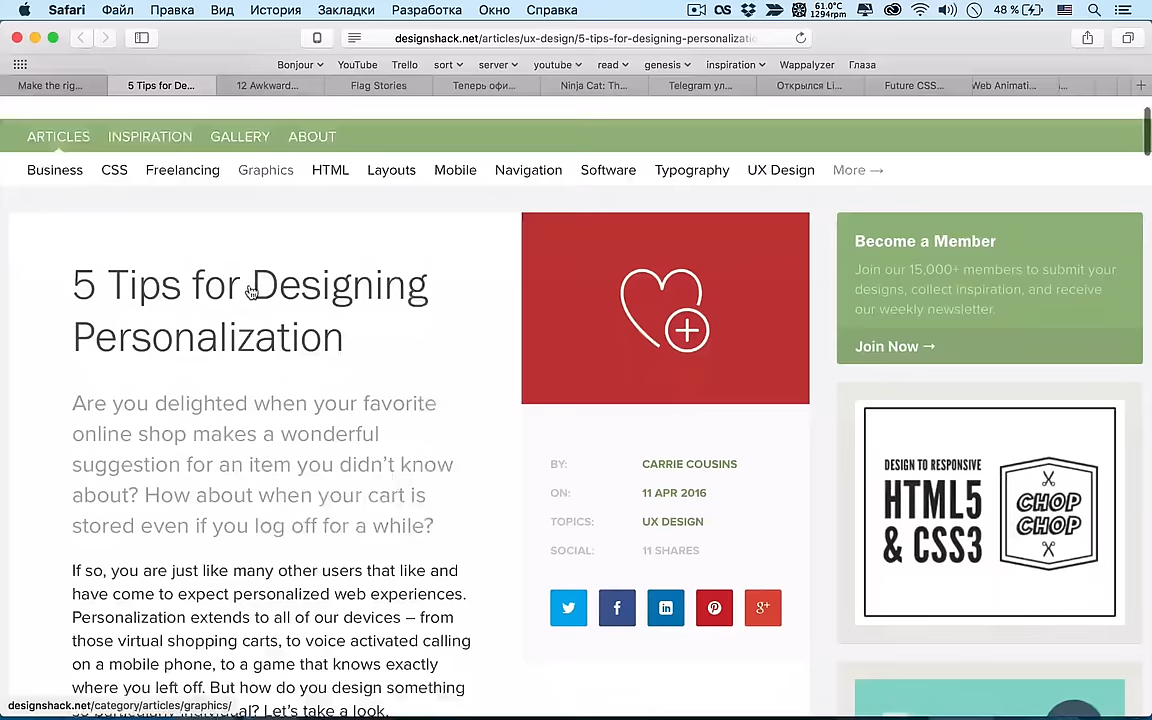 Safari Файл Правка Вид История Закладки Разработка Окно Справка 61.0°C 1294rpm 48 %
designshack.net/articles/ux-design/5-tips-for-designing-personalizatio
Bonjour YouTube Trello sort server youtube read genesis inspiration Wappalyzer Глаза
Make the rig... 5 Tips for De... 12 Awkward... Flag Stories Теперь офи... Ninja Cat: Th... Telegram ул... Открылся Li... Future CSS... Web Animati...
ARTICLES INSPIRATION GALLERY ABOUT
Business CSS Freelancing Graphics HTML Layouts Mobile Navigation Software Typography UX Design More →
5 Tips for Designing
Personalization
Are you delighted when your favorite
online shop makes a wonderful
suggestion for an item you didn't know
about? How about when your cart is
stored even if you log off for a while?
If so, you are just like many other users that like and
have come to expect personalized web experiences.
Personalization extends to all of our devices – from
those virtual shopping carts, to voice activated calling
on a mobile phone, to a game that knows exactly
where you left off. But how do you design something
so particularly individual? Let's take a look.
BY: CARRIE COUSINS
ON: 11 APR 2016
TOPICS: UX DESIGN
SOCIAL: 11 SHARES
Become a Member
Join our 15,000+ members to submit your
designs, collect inspiration, and receive
our weekly newsletter.
Join Now →
DESIGN TO RESPONSIVE
HTML5
& CSS3
CHOP
CHOP
designshack.net/category/articles/graphics/